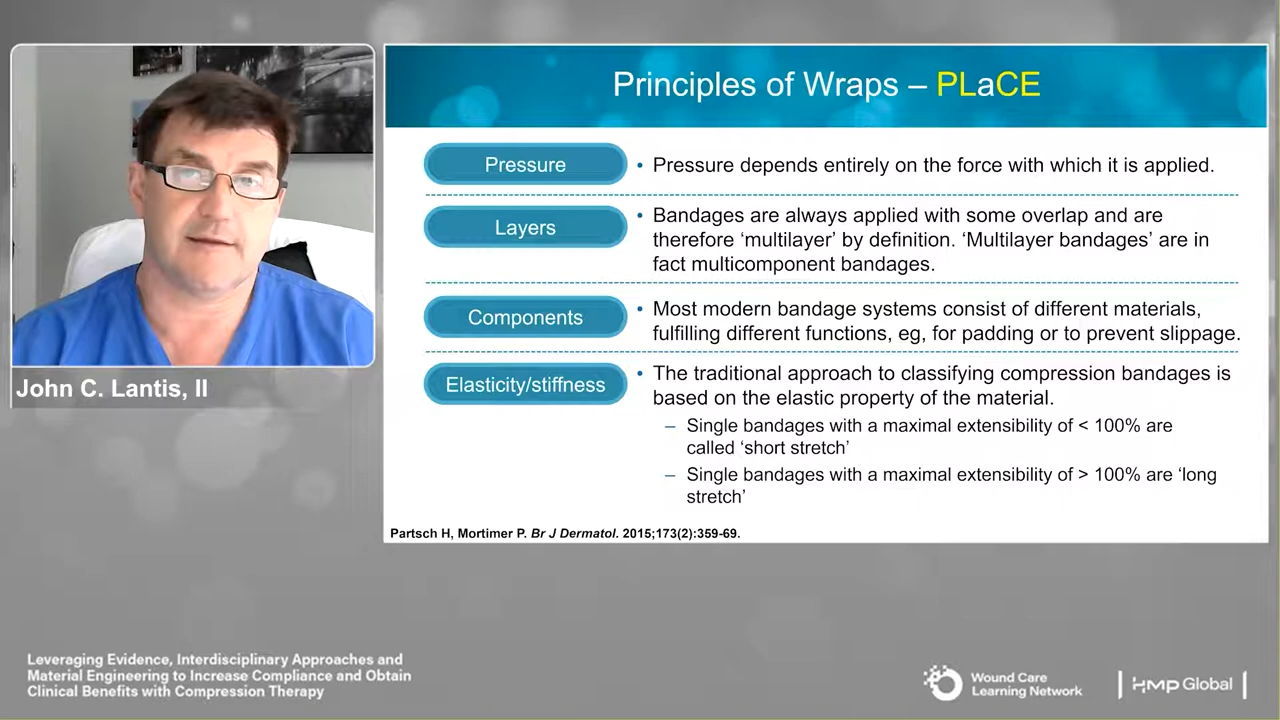 Principles of Wraps – PLaCE
Pressure
• Pressure depends entirely on the force with which it is applied.
Layers
• Bandages are always applied with some overlap and are
therefore ‘multilayer’ by definition. ‘Multilayer bandages’ are in
fact multicomponent bandages.
Components
• Most modern bandage systems consist of different materials,
fulfilling different functions, eg, for padding or to prevent slippage.
Elasticity/stiffness
• The traditional approach to classifying compression bandages is
based on the elastic property of the material.
– Single bandages with a maximal extensibility of < 100% are
called ‘short stretch’
– Single bandages with a maximal extensibility of > 100% are ‘long
stretch’
Partsch H, Mortimer P. Br J Dermatol. 2015;173(2):359-69.
John C. Lantis, II
Leveraging Evidence, Interdisciplinary Approaches and
Material Engineering to Increase Compliance and Obtain
Clinical Benefits with Compression Therapy
Wound Care
Learning Network
HMP Global